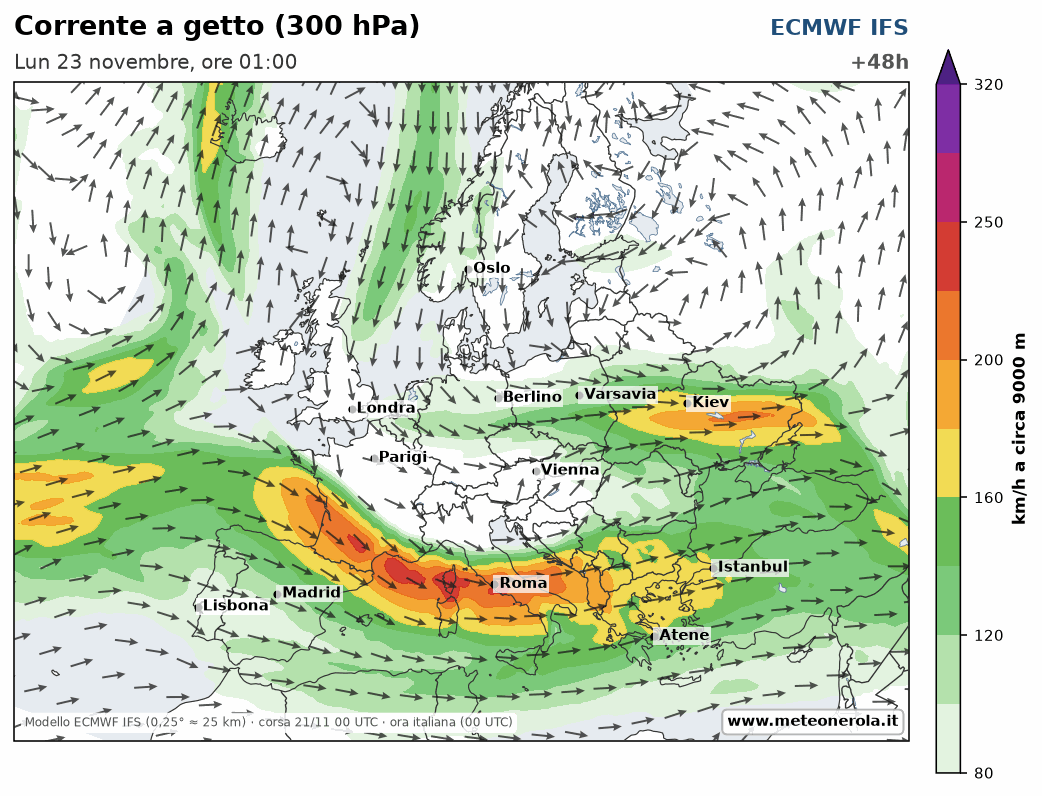 Corrente a getto (300 hPa)
ECMWF IFS
Lun 23 novembre, ore 01:00
+48h
320
250
200
160
120
80
km/h a circa 9000 m
Oslo
Berlino
Varsavia
Kiev
Londra
Parigi
Vienna
Istanbul
Roma
Madrid
Lisbona
Atene
Modello ECMWF IFS (0,25° ≈ 25 km) · corsa 21/11 00 UTC · ora italiana (00 UTC)
www.meteonerola.it